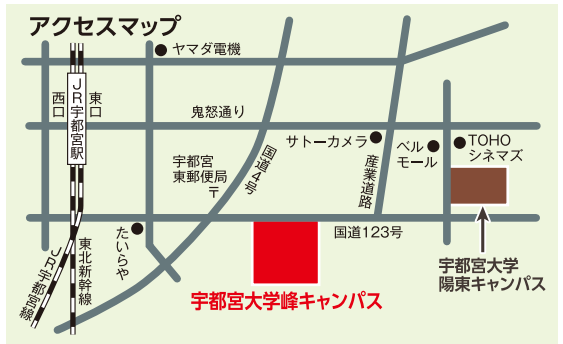 アクセスマップ
ヤマダ電機
西口
JR宇都宮駅
東口
鬼怒通り
サトーカメラ
ベル
モール
TOHO
シネマズ
宇都宮
東郵便局
〒
国道4号
産業道路
国道123号
たいらや
東北新幹線
JR宇都宮線
宇都宮大学峰キャンパス
宇都宮大学
陽東キャンパス